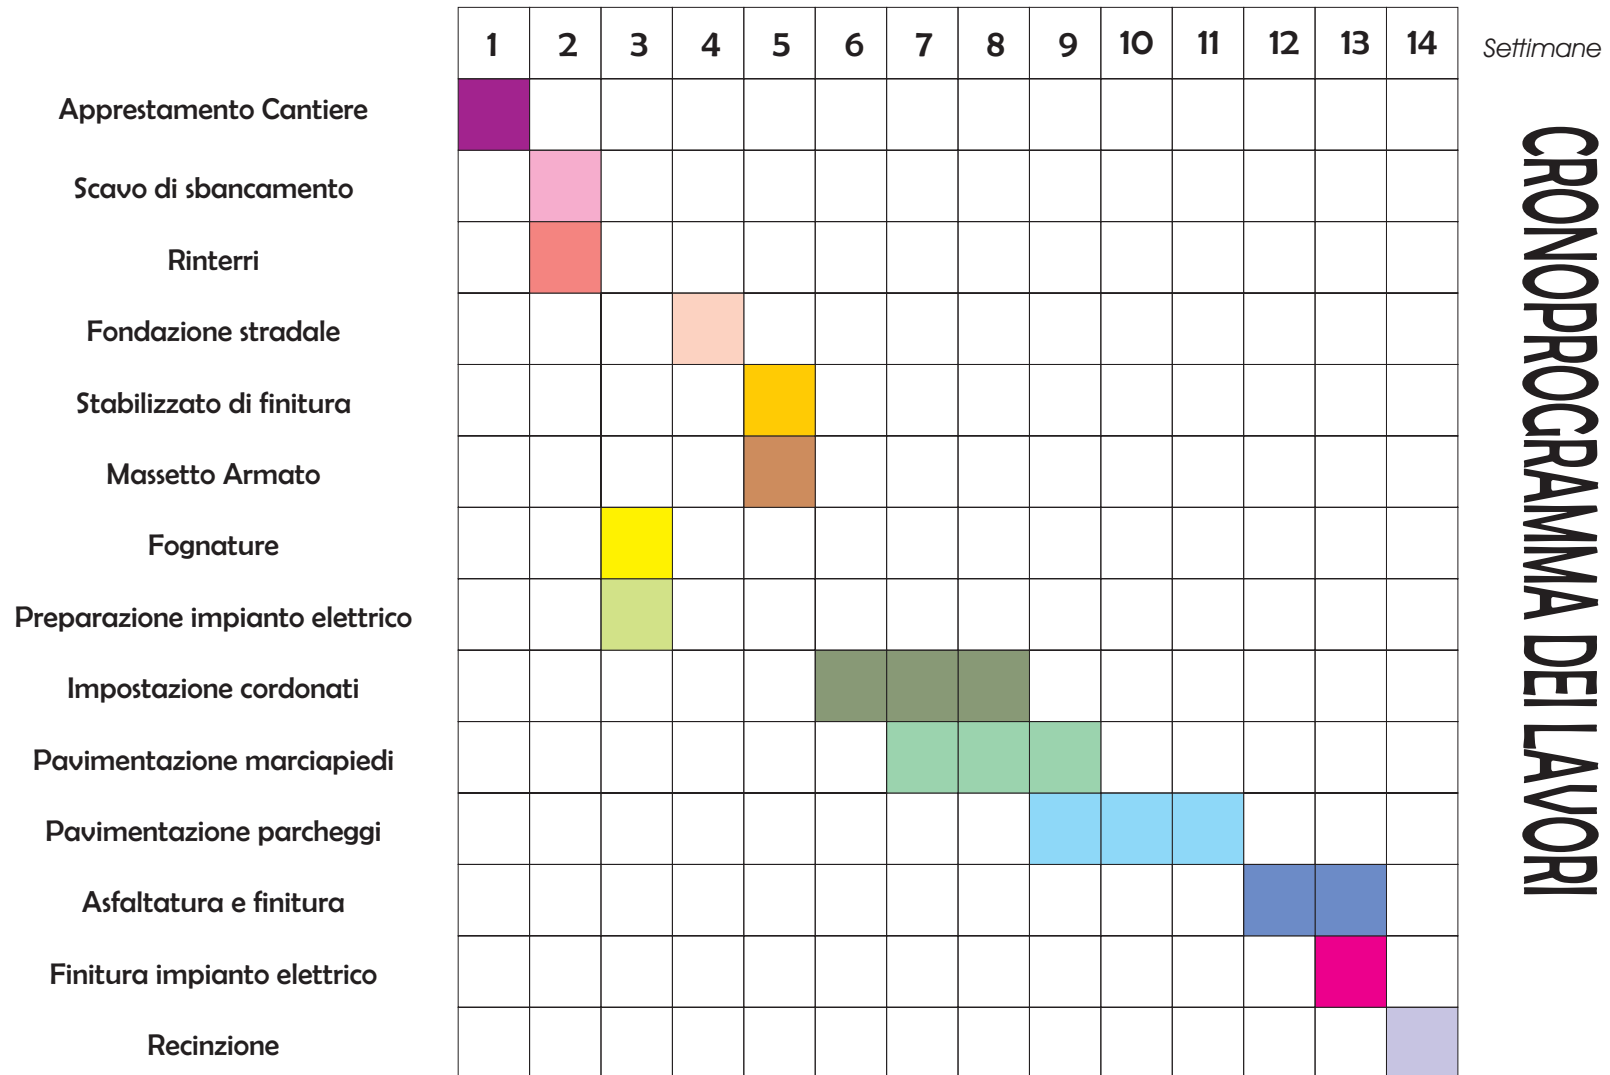 1 2 3 4 5 6 7 8 9 10 11 12 13 14 Settimane
Apprestamento Cantiere
Scavo di sbancamento
Rinterri
Fondazione stradale
Stabilizzato di finitura
Massetto Armato
Fognature
Preparazione impianto elettrico
Impostazione cordonati
Pavimentazione marciapiedi
Pavimentazione parcheggi
Asfaltatura e finitura
Finitura impianto elettrico
Recinzione
CRONOPROGRAMMA DEI LAVORI